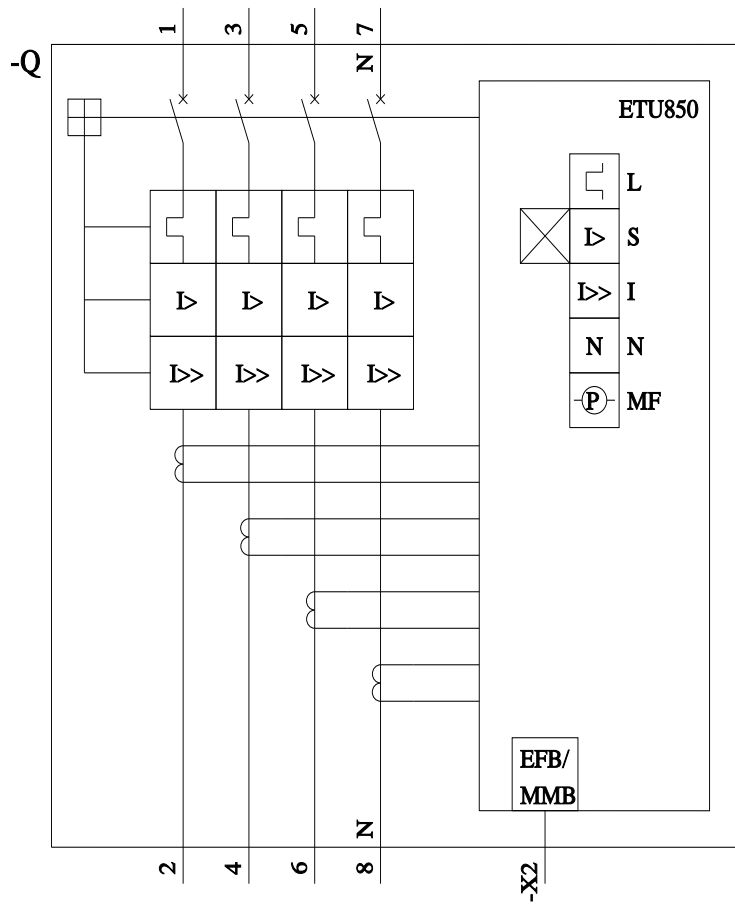 1 3 5 7
-Q
N
ETU850
L
I> S
I> I> I> I>
I>> I
N N
I>> I>> I>> I>>
P MF
EFB/
MMB
N
2 4 6 8 -X2